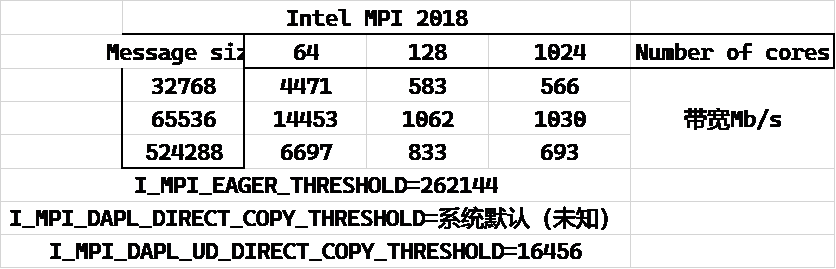 Intel MPI 2018
Message siz 64 128 1024 Number of cores
32768 4471 583 566
65536 14453 1062 1030 带宽Mb/s
524288 6697 833 693
I_MPI_EAGER_THRESHOLD=262144
I_MPI_DAPL_DIRECT_COPY_THRESHOLD=系统默认（未知）
I_MPI_DAPL_UD_DIRECT_COPY_THRESHOLD=16456